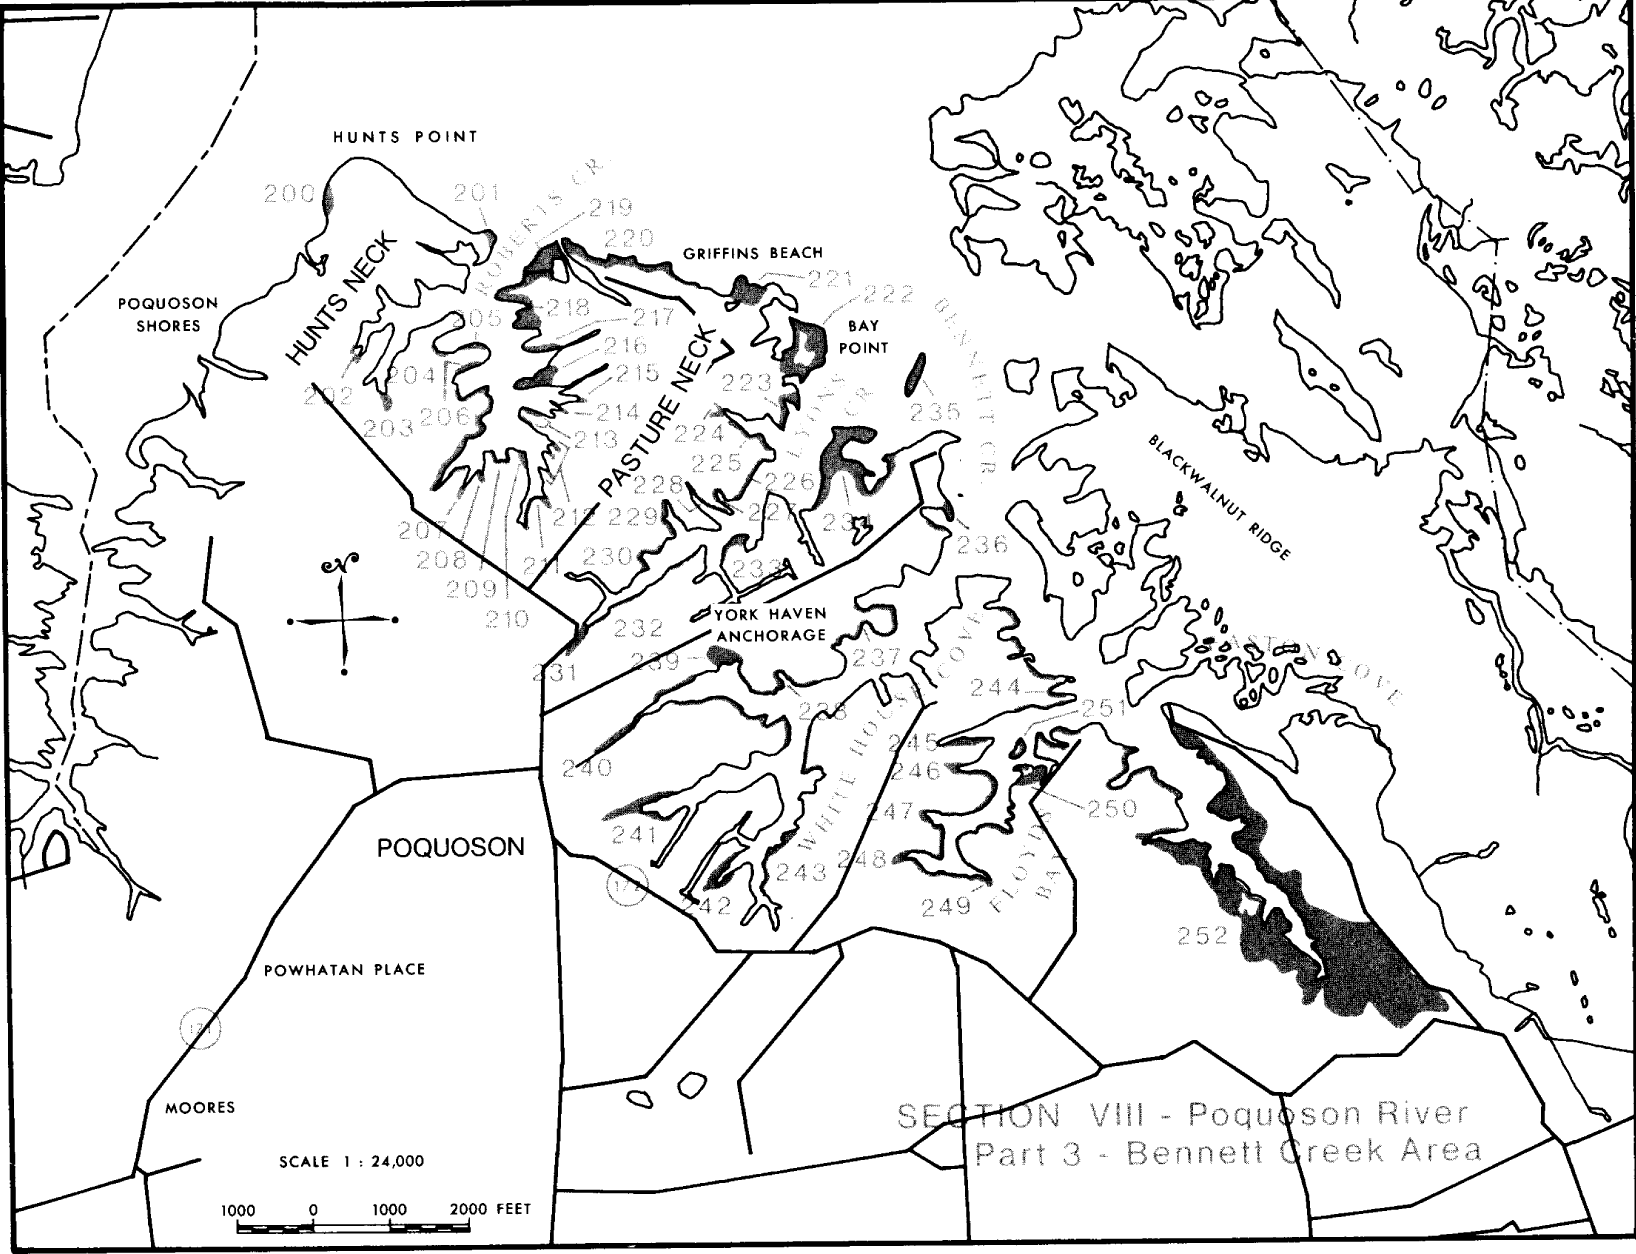 HUNTS POINT
200
201
ROBERTS CR.
219
220
GRIFFINS BEACH
221
222
HUNTS NECK
POQUOSON
SHORES
205
218
217
216
215
BAY
POINT
BENNETT CR.
PASTURE NECK
204
202
203
206
214
213
223
224
225
LYONS CR.
235
226
228
227
229
234
BLACKWALNUT RIDGE
207
208
209
210
211
212
230
233
236
N
YORK HAVEN
ANCHORAGE
232
239
231
237
238
WHITE HOUSE COVE
EASTON COVE
244
251
245
246
240
247
250
241
POQUOSON
172
242
243
248
249
FLOYDS
BAY
252
POWHATAN PLACE
171
MOORES
SECTION VIII - Poquoson River
Part 3 - Bennett Creek Area
SCALE 1 : 24,000
1000 0 1000 2000 FEET